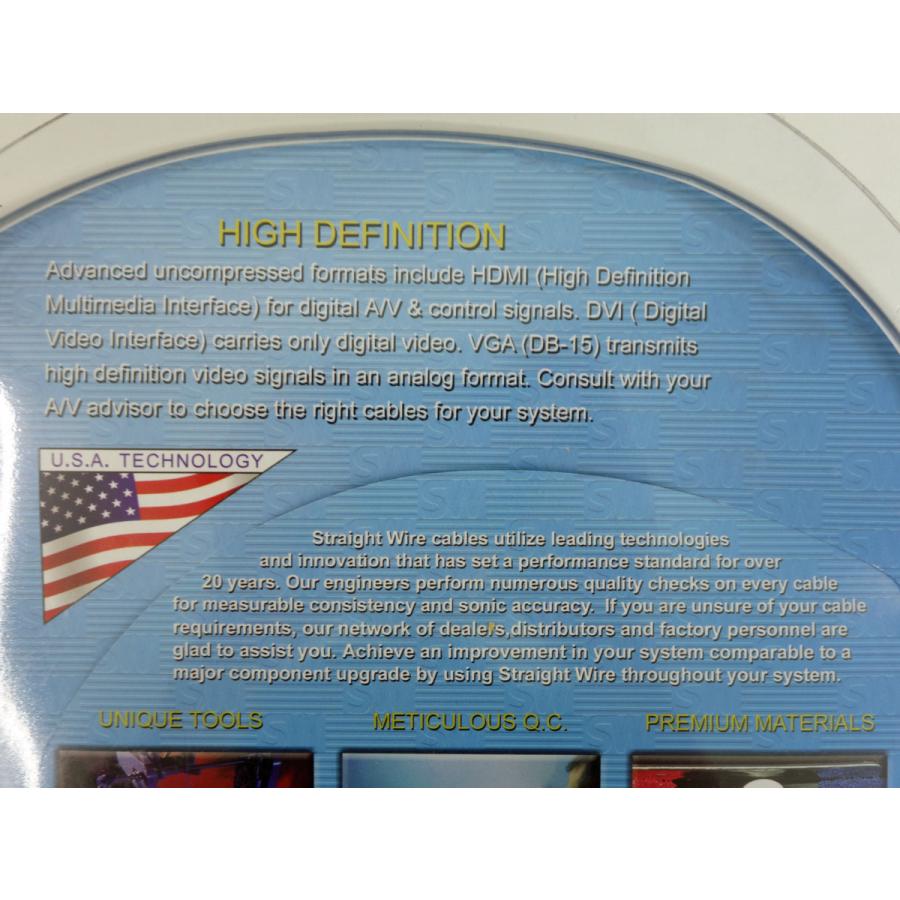 HIGH DEFINITION
Advanced uncompressed formats include HDMI (High Definition
Multimedia Interface) for digital A/V & control signals. DVI ( Digital
Video Interface) carries only digital video. VGA (DB-15) transmits
high definition video signals in an analog format. Consult with your
A/V advisor to choose the right cables for your system.
U.S.A. TECHNOLOGY
Straight Wire cables utilize leading technologies
and innovation that has set a performance standard for over
20 years. Our engineers perform numerous quality checks on every cable
for measurable consistency and sonic accuracy. If you are unsure of your cable
requirements, our network of dealers,distributors and factory personnel are
glad to assist you. Achieve an improvement in your system comparable to a
major component upgrade by using Straight Wire throughout your system.
UNIQUE TOOLS METICULOUS Q.C. PREMIUM MATERIALS